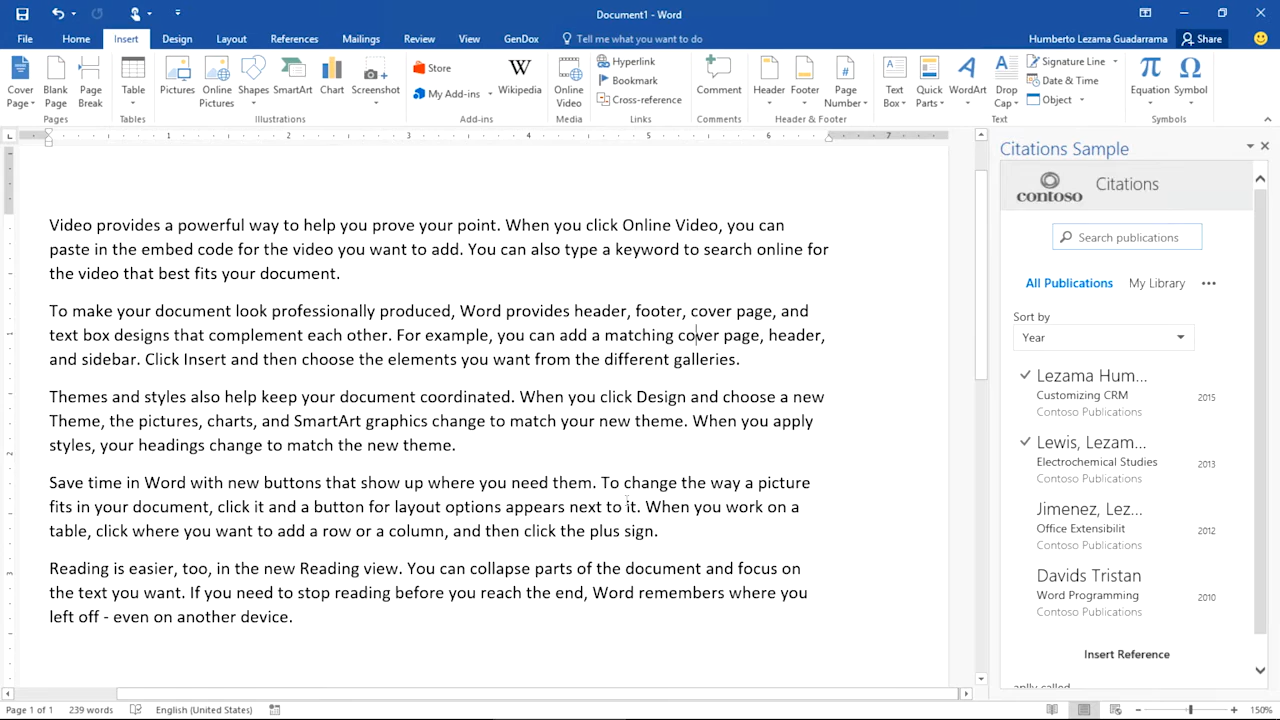 Document1 - Word
File Home Insert Design Layout References Mailings Review View GenDox Tell me what you want to do Humberto Lezama Guadarrama Share
Cover Page
Blank Page
Page Break
Table
Pictures
Online Pictures
Shapes
SmartArt
Chart
Screenshot
Store
My Add-ins
Wikipedia
Online Video
Hyperlink
Bookmark
Cross-reference
Comment
Header
Footer
Page Number
Text Box
Quick Parts
WordArt
Drop Cap
Signature Line
Date & Time
Object
Equation
Symbol
Pages Tables Illustrations Add-ins Media Links Comments Header & Footer Text Symbols
1 2 3 4 5 6 7
Video provides a powerful way to help you prove your point. When you click Online Video, you can
paste in the embed code for the video you want to add. You can also type a keyword to search online for
the video that best fits your document.
To make your document look professionally produced, Word provides header, footer, cover page, and
text box designs that complement each other. For example, you can add a matching cover page, header,
and sidebar. Click Insert and then choose the elements you want from the different galleries.
Themes and styles also help keep your document coordinated. When you click Design and choose a new
Theme, the pictures, charts, and SmartArt graphics change to match your new theme. When you apply
styles, your headings change to match the new theme.
Save time in Word with new buttons that show up where you need them. To change the way a picture
fits in your document, click it and a button for layout options appears next to it. When you work on a
table, click where you want to add a row or a column, and then click the plus sign.
Reading is easier, too, in the new Reading view. You can collapse parts of the document and focus on
the text you want. If you need to stop reading before you reach the end, Word remembers where you
left off - even on another device.
Citations Sample
contoso Citations
Search publications
All Publications My Library
Sort by
Year
Lezama Hum...
Customizing CRM 2015
Contoso Publications
Lewis, Lezam...
Electrochemical Studies 2013
Contoso Publications
Jimenez, Lez...
Office Extensibilit 2012
Contoso Publications
Davids Tristan
Word Programming 2010
Contoso Publications
Insert Reference
Page 1 of 1 239 words English (United States) 150%